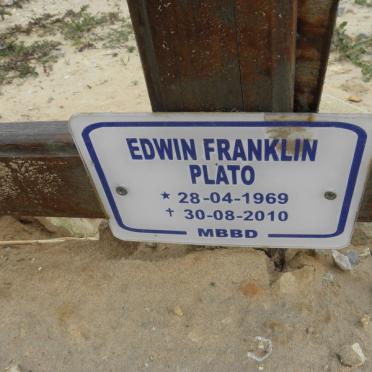 EDWIN FRANKLIN
PLATO
★ 28-04-1969
✝ 30-08-2010
MBBD